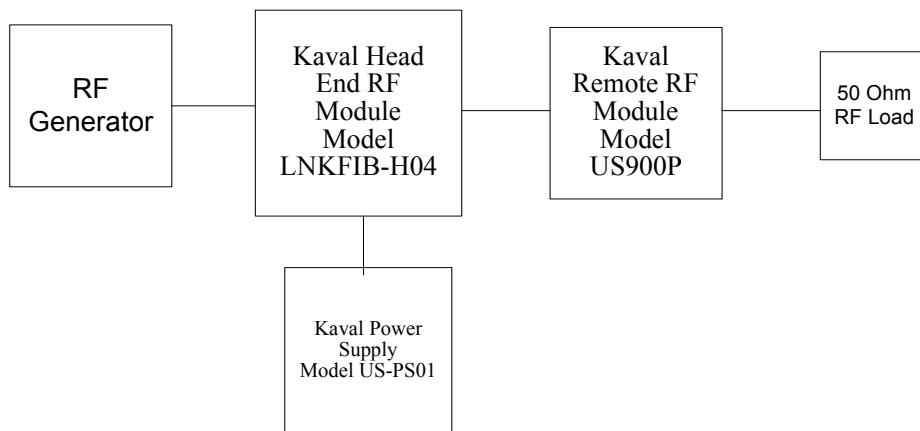 RF
Generator
Kaval Head
End RF
Module
Model
LNKFIB-H04
Kaval
Remote RF
Module
Model
US900P
50 Ohm
RF Load
Kaval Power
Supply
Model US-PS01